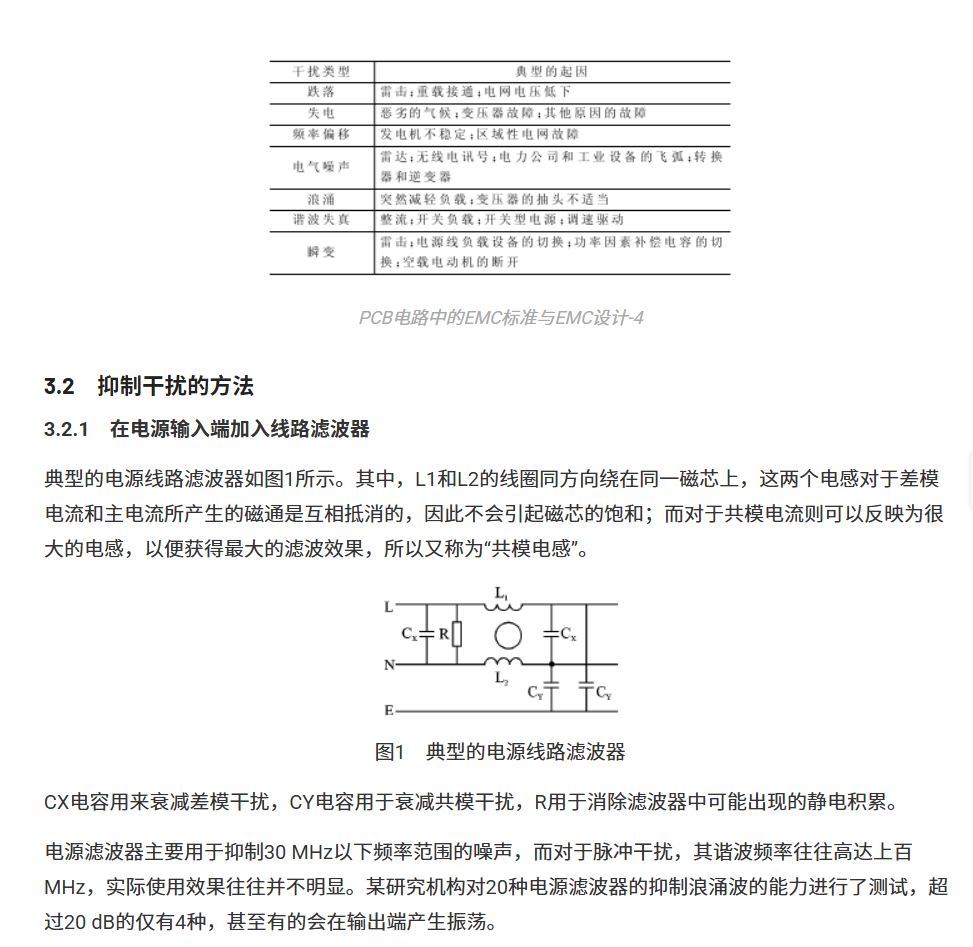 干扰类型 典型的起因
跌落 雷击;重载接通;电网电压低下
失电 恶劣的气候;变压器故障;其他原因的故障
频率偏移 发电机不稳定;区域性电网故障
电气噪声 雷达;无线电讯号;电力公司和工业设备的飞弧;转换
器和逆变器
浪涌 突然减轻负载;变压器的抽头不适当
谐波失真 整流;开关负载;开关型电源;调速驱动
瞬变 雷击;电源线负载设备的切换;功率因素补偿电容的切
换;空载电动机的断开
PCB电路中的EMC标准与EMC设计-4
3.2 抑制干扰的方法
3.2.1 在电源输入端加入线路滤波器
典型的电源线路滤波器如图1所示。其中，L1和L2的线圈同方向绕在同一磁芯上，这两个电感对于差模
电流和主电流所产生的磁通是互相抵消的，因此不会引起磁芯的饱和；而对于共模电流则可以反映为很
大的电感，以便获得最大的滤波效果，所以又称为“共模电感”。
L₁
L
Cx R Cx
N
L₂
CY CY
E
图1 典型的电源线路滤波器
CX电容用来衰减差模干扰，CY电容用于衰减共模干扰，R用于消除滤波器中可能出现的静电积累。
电源滤波器主要用于抑制30 MHz以下频率范围的噪声，而对于脉冲干扰，其谐波频率往往高达上百
MHz，实际使用效果往往并不明显。某研究机构对20种电源滤波器的抑制浪涌波的能力进行了测试，超
过20 dB的仅有4种，甚至有的会在输出端产生振荡。